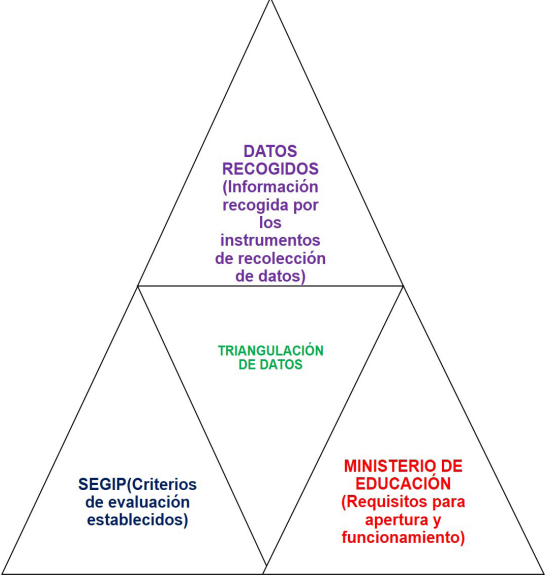 DATOS
RECOGIDOS
(Información
recogida por
los
instrumentos
de recolección
de datos)
TRIANGULACIÓN
DE DATOS
SEGIP(Criterios
de evaluación
establecidos)
MINISTERIO DE
EDUCACIÓN
(Requisitos para
apertura y
funcionamiento)